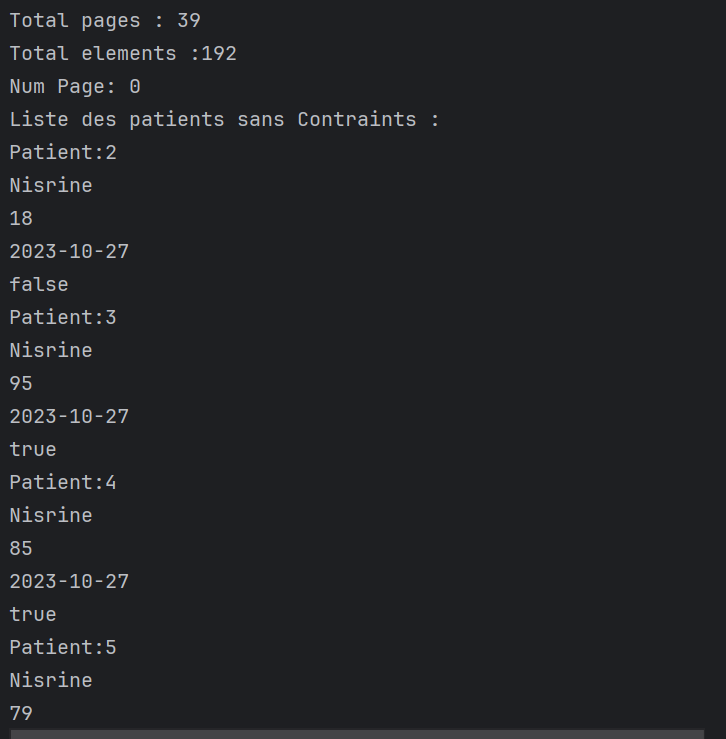 Total pages : 39
Total elements :192
Num Page: 0
Liste des patients sans Contraints :
Patient:2
Nisrine
18
2023-10-27
false
Patient:3
Nisrine
95
2023-10-27
true
Patient:4
Nisrine
85
2023-10-27
true
Patient:5
Nisrine
79